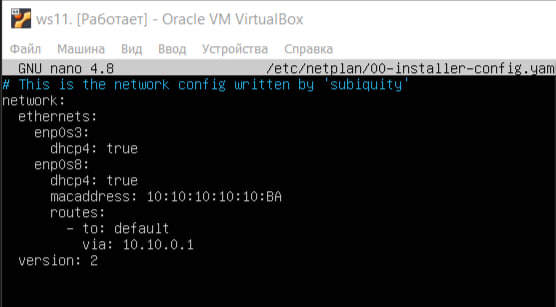 ws11. [Работает] - Oracle VM VirtualBox
Файл Машина Вид Ввод Устройства Справка
GNU nano 4.8 /etc/netplan/00-installer-config.yam
# This is the network config written by 'subiquity'
network:
  ethernets:
    enp0s3:
      dhcp4: true
    enp0s8:
      dhcp4: true
      macaddress: 10:10:10:10:10:BA
      routes:
        - to: default
          via: 10.10.0.1
  version: 2